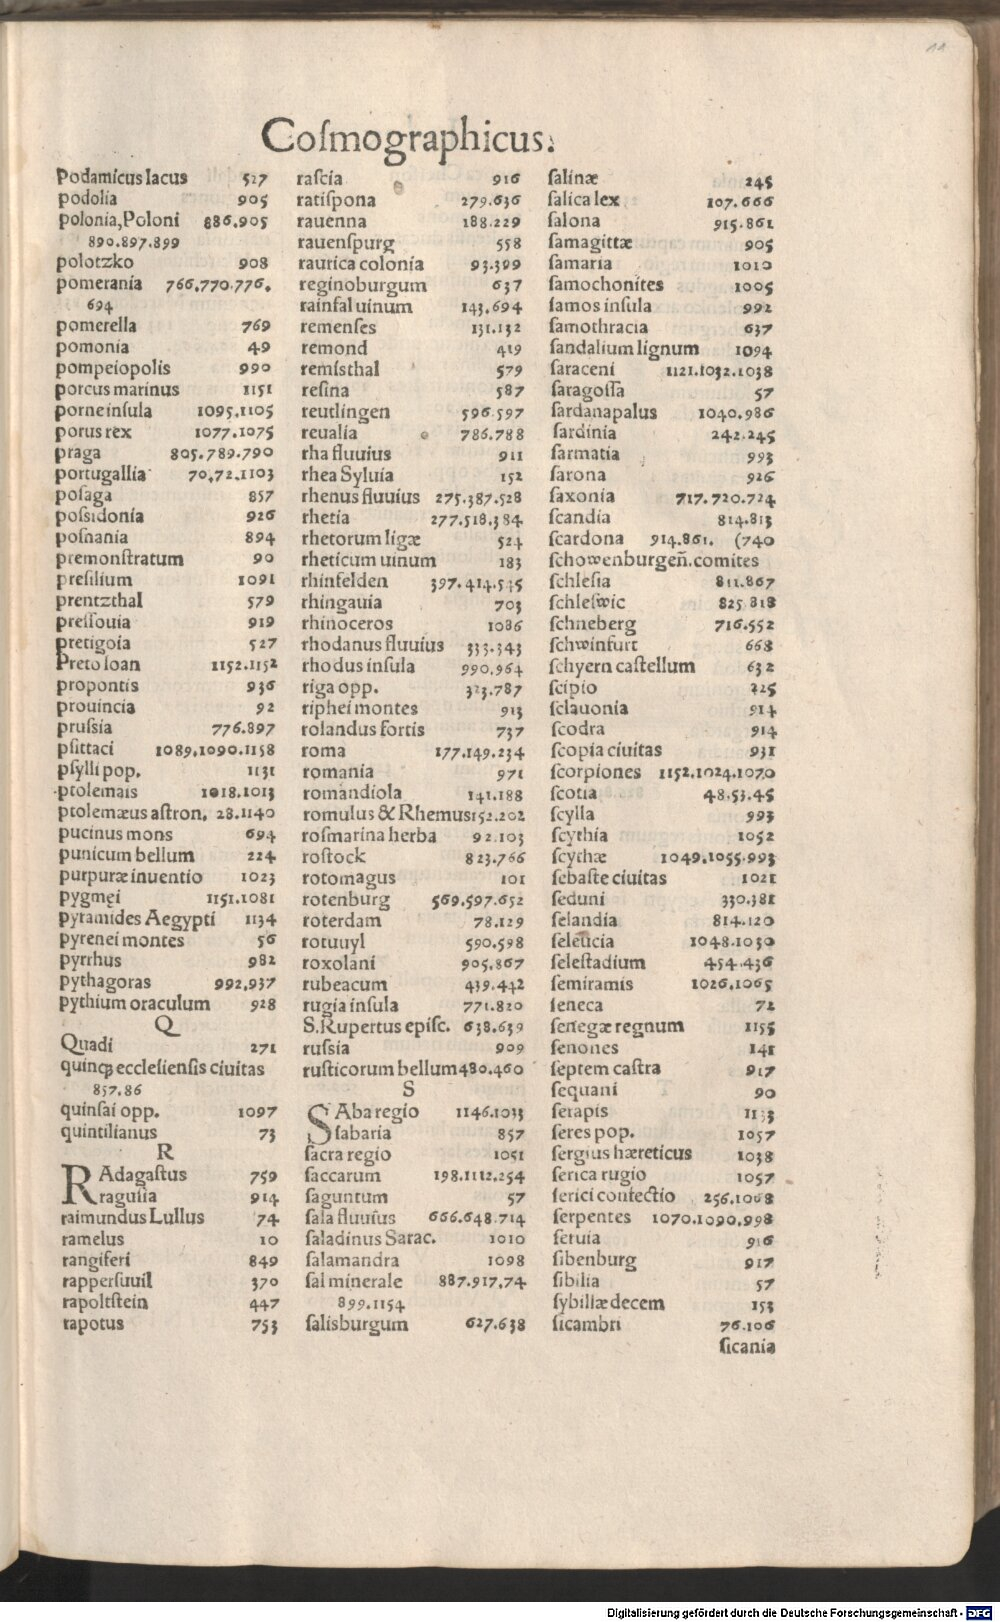 11
Coſmographicus.
Podamicus lacus 527
podolia 905
polonia, Poloni 886.905
890.897.899
polotzko 908
pomerania 766.770.776.
694
pomerella 769
pomonia 49
pompeiopolis 990
porcus marinus 1151
porne inſula 1095.1105
porus rex 1077.1075
praga 805.789.790
portugallia 70.72.1103
poſaga 857
poſsidonia 926
poſnania 894
premonſtratum 90
preſilium 1091
prentzthal 579
preſſouia 919
pretigoia 527
Preto Ioan 1152.1152
propontis 936
prouincia 92
pruſsia 776.897
pſittaci 1089.1090.1158
pſylli pop. 1131
ptolemais 1018.1013
ptolemæus aſtron. 28.1140
pucinus mons 694
punicum bellum 224
purpuræ inuentio 1023
pygmęi 1151.1081
pyramides Aegypti 1134
pyrenei montes 56
pyrrhus 982
pythagoras 992.937
pythium oraculum 928
Q
Quadi 271
quinqꝫ eccleſienſis ciuitas
857.86
quinſai opp. 1097
quintilianus 73
R
RAdagaſtus 759
raguſia 914
raimundus Lullus 74
ramelus 10
rangiferi 849
rapperſuuil 370
rapoltſtein 447
rapotus 753
raſcia 916
ratiſpona 279.636
rauenna 188.229
rauenſpurg 558
raurica colonia 93.399
reginoburgum 637
rainfal uinum 143.694
remenſes 131.132
remond 419
remſsthal 579
reſina 587
reutlingen 596.597
reualia 786.788
rha fluuius 911
rhea Syluia 152
rhenus fluuius 275.387.528
rhetia 277.518.384
rhetorum ligæ 524
rheticum uinum 183
rhinfelden 397.414.545
rhingauia 703
rhinoceros 1086
rhodanus fluuius 333.343
rhodus inſula 990.964
riga opp. 323.787
riphei montes 913
rolandus fortis 737
roma 177.149.234
romania 971
romandiola 141.188
romulus & Rhemus 152.202
roſmarina herba 92.103
roſtock 823.766
rotomagus 101
rotenburg 569.597.652
roterdam 78.129
rotuuyl 590.598
roxolani 905.867
rubeacum 439.442
rugia inſula 771.820
S. Rupertus epiſc. 638.639
ruſsia 909
ruſticorum bellum 480.460
S
SAba regio 1146.1033
ſabaria 857
ſacra regio 1051
ſaccarum 198.1112.254
ſaguntum 57
ſala fluuius 666.648.714
ſaladinus Sarac. 1010
ſalamandra 1098
ſal minerale 887.917.74
899.1154
ſalisburgum 627.638
ſalinæ 245
ſalica lex 107.666
ſalona 915.861
ſamagittæ 905
ſamaria 1010
ſamochonites 1005
ſamos inſula 992
ſamothracia 637
ſandalium lignum 1094
ſaraceni 1121.1032.1038
ſaragoſſa 57
ſardanapalus 1040.986
ſardinia 242.245
ſarmatia 993
ſarona 926
ſaxonia 717.720.724
ſcandia 814.813
ſcardona 914.861. (740
ſchowenburgeñ. comites
ſchleſia 811.867
ſchleſwic 825.818
ſchneberg 716.552
ſchwinfurt 668
ſchyern caſtellum 632
ſcipio 225
ſclauonia 914
ſcodra 914
ſcopia ciuitas 931
ſcorpiones 1152.1024.1070
ſcotia 48.53.45
ſcylla 993
ſcythia 1052
ſcythæ 1049.1055.993
ſebaſte ciuitas 1021
ſeduni 330.381
ſelandia 814.120
ſeleucia 1048.1030
ſeleſtadium 454.436
ſemiramis 1026.1065
ſeneca 72
ſenegæ regnum 1155
ſenones 141
ſeptem caſtra 917
ſequani 90
ſerapis 1133
ſeres pop. 1057
ſergius hæreticus 1038
ſerica rugio 1057
ſerici confectio 256.1068
ſerpentes 1070.1090.998
ſeruia 916
ſibenburg 917
ſibilia 57
ſybillæ decem 153
ſicambri 76.106
ſicania
Digitalisierung gefördert durch die Deutsche Forschungsgemeinschaft - DFG